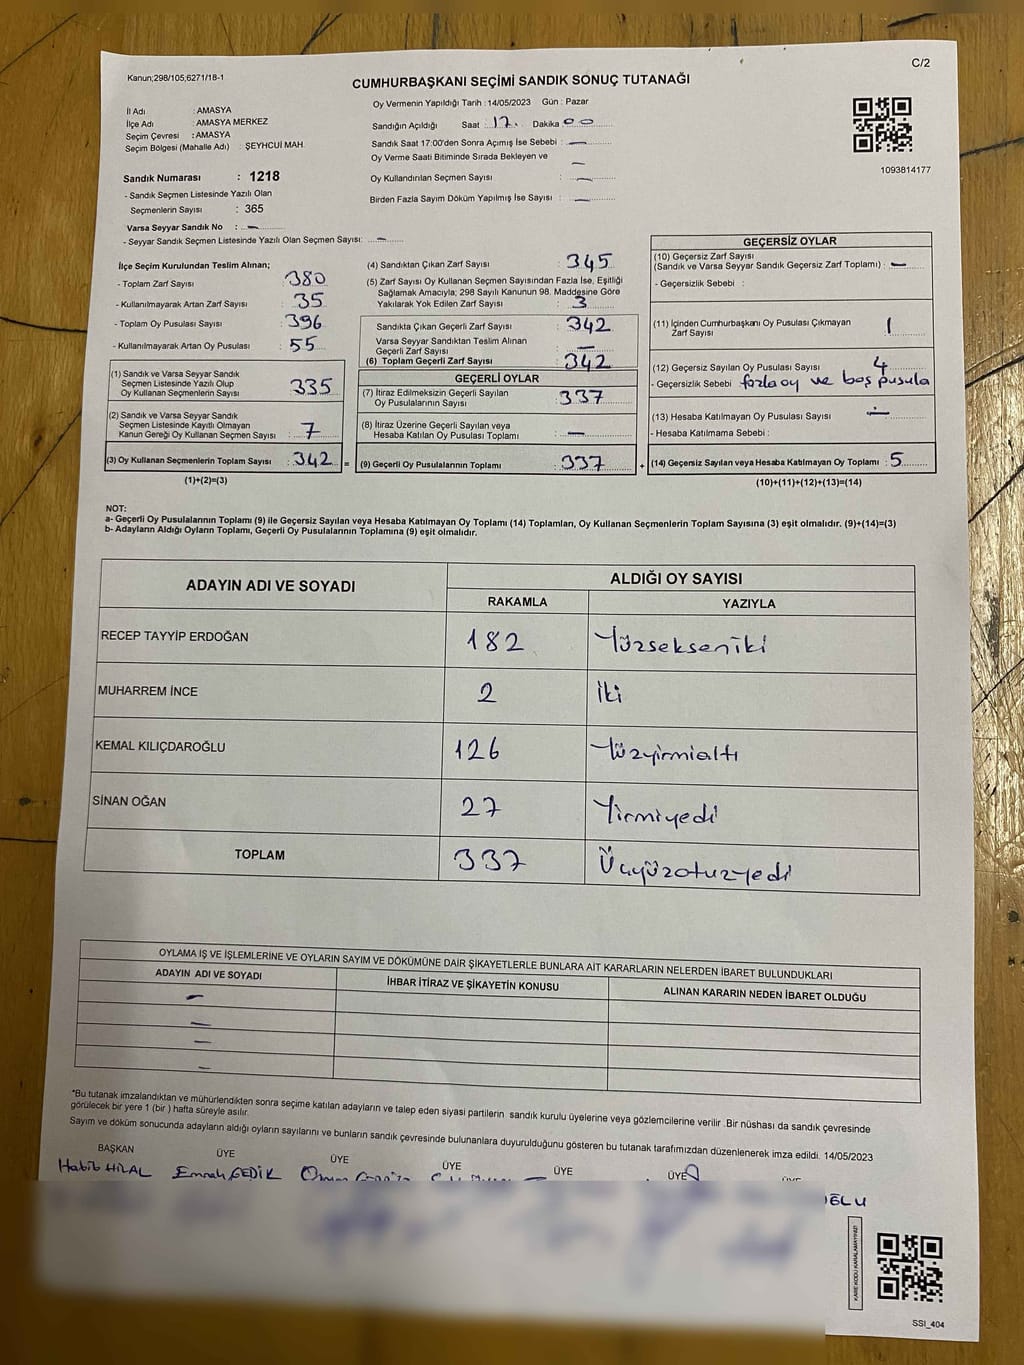 C/2
Kanun;298/105,6271/18-1
CUMHURBAŞKANI SEÇİMİ SANDIK SONUÇ TUTANAĞI
İl Adı : AMASYA
İlçe Adı : AMASYA MERKEZ
Seçim Çevresi : AMASYA
Seçim Bölgesi (Mahalle Adı) : ŞEYHCUİ MAH.
Sandık Numarası : 1218
- Sandık Seçmen Listesinde Yazılı Olan
Seçmenlerin Sayısı : 365
Varsa Seyyar Sandık No : —
- Seyyar Sandık Seçmen Listesinde Yazılı Olan Seçmen Sayısı: —
Oy Vermenin Yapıldığı Tarih : 14/05/2023 Gün : Pazar
Sandığın Açıldığı Saat : 17. Dakika : 00
Sandık Saat 17:00'den Sonra Açımış İse Sebebi : —
Oy Verme Saati Bitiminde Sırada Bekleyen ve —
Oy Kullandırılan Seçmen Sayısı : —
Birden Fazla Sayım Döküm Yapılmış İse Sayısı : —
1093814177
İlçe Seçim Kurulundan Teslim Alınan;
- Toplam Zarf Sayısı : 380
- Kullanılmayarak Artan Zarf Sayısı : 35
- Toplam Oy Pusulası Sayısı : 396
- Kullanılmayarak Artan Oy Pusulası : 55
(1) Sandık ve Varsa Seyyar Sandık
Seçmen Listesinde Yazılı Olup
Oy Kullanan Seçmenlerin Sayısı : 335
(2) Sandık ve Varsa Seyyar Sandık
Seçmen Listesinde Kayıtlı Olmayan
Kanun Gereği Oy Kullanan Seçmen Sayısı : 7
(3) Oy Kullanan Seçmenlerin Toplam Sayısı : 342 =
(1)+(2)=(3)
(4) Sandıktan Çıkan Zarf Sayısı : 345
(5) Zarf Sayısı Oy Kullanan Seçmen Sayısından Fazla İse, Eşitliği
Sağlamak Amacıyla; 298 Sayılı Kanunun 98. Maddesine Göre
Yakılarak Yok Edilen Zarf Sayısı : 3
Sandıkta Çıkan Geçerli Zarf Sayısı : 342
Varsa Seyyar Sandıktan Teslim Alınan
Geçerli Zarf Sayısı : —
(6) Toplam Geçerli Zarf Sayısı : 342
GEÇERLİ OYLAR
(7) İtiraz Edilmeksizin Geçerli Sayılan
Oy Pusulalarının Sayısı : 337
(8) İtiraz Üzerine Geçerli Sayılan veya
Hesaba Katılan Oy Pusulası Toplamı : —
(9) Geçerli Oy Pusulalarının Toplamı : 337 +
GEÇERSİZ OYLAR
(10) Geçersiz Zarf Sayısı
(Sandık ve Varsa Seyyar Sandık Geçersiz Zarf Toplamı) : —
- Geçersizlik Sebebi :
(11) İçinden Cumhurbaşkanı Oy Pusulası Çıkmayan
Zarf Sayısı : 1
(12) Geçersiz Sayılan Oy Pusulası Sayısı : 4
- Geçersizlik Sebebi : fazla oy ve boş pusula
(13) Hesaba Katılmayan Oy Pusulası Sayısı : —
- Hesaba Katılmama Sebebi :
(14) Geçersiz Sayılan veya Hesaba Katılmayan Oy Toplamı : 5
(10)+(11)+(12)+(13)=(14)
NOT:
a- Geçerli Oy Pusulalarının Toplamı (9) ile Geçersiz Sayılan veya Hesaba Katılmayan Oy Toplamı (14) Toplamları, Oy Kullanan Seçmenlerin Toplam Sayısına (3) eşit olmalıdır. (9)+(14)=(3)
b- Adayların Aldığı Oyların Toplamı, Geçerli Oy Pusulalarının Toplamına (9) eşit olmalıdır.
ADAYIN ADI VE SOYADI ALDIĞI OY SAYISI
RAKAMLA YAZIYLA
RECEP TAYYİP ERDOĞAN 182 Yüzsekseniki
MUHARREM İNCE 2 İki
KEMAL KILIÇDAROĞLU 126 Yüzyirmialtı
SİNAN OĞAN 27 Yirmiyedi
TOPLAM 337 Üçyüzotuzyedi
OYLAMA İŞ VE İŞLEMLERİNE VE OYLARIN SAYIM VE DÖKÜMÜNE DAİR ŞİKAYETLERLE BUNLARA AİT KARARLARIN NELERDEN İBARET BULUNDUKLARI
ADAYIN ADI VE SOYADI İHBAR İTİRAZ VE ŞİKAYETİN KONUSU ALINAN KARARIN NEDEN İBARET OLDUĞU
—
—
—
—
*Bu tutanak imzalandıktan ve mühürlendikten sonra seçime katılan adayların ve talep eden siyasi partilerin sandık kurulu üyelerine veya gözlemcilerine verilir .Bir nüshası da sandık çevresinde
görülecek bir yere 1 (bir ) hafta süreyle asılır.
Sayım ve döküm sonucunda adayların aldığı oyların sayılarını ve bunların sandık çevresinde bulunanlara duyurulduğunu gösteren bu tutanak tarafımızdan düzenlenerek imza edildi. 14/05/2023
BAŞKAN ÜYE ÜYE ÜYE ÜYE ÜYE
Habib HİLAL Emrah GEDİK
KARE KODU KARALAMAYINIZ!
SSI_404